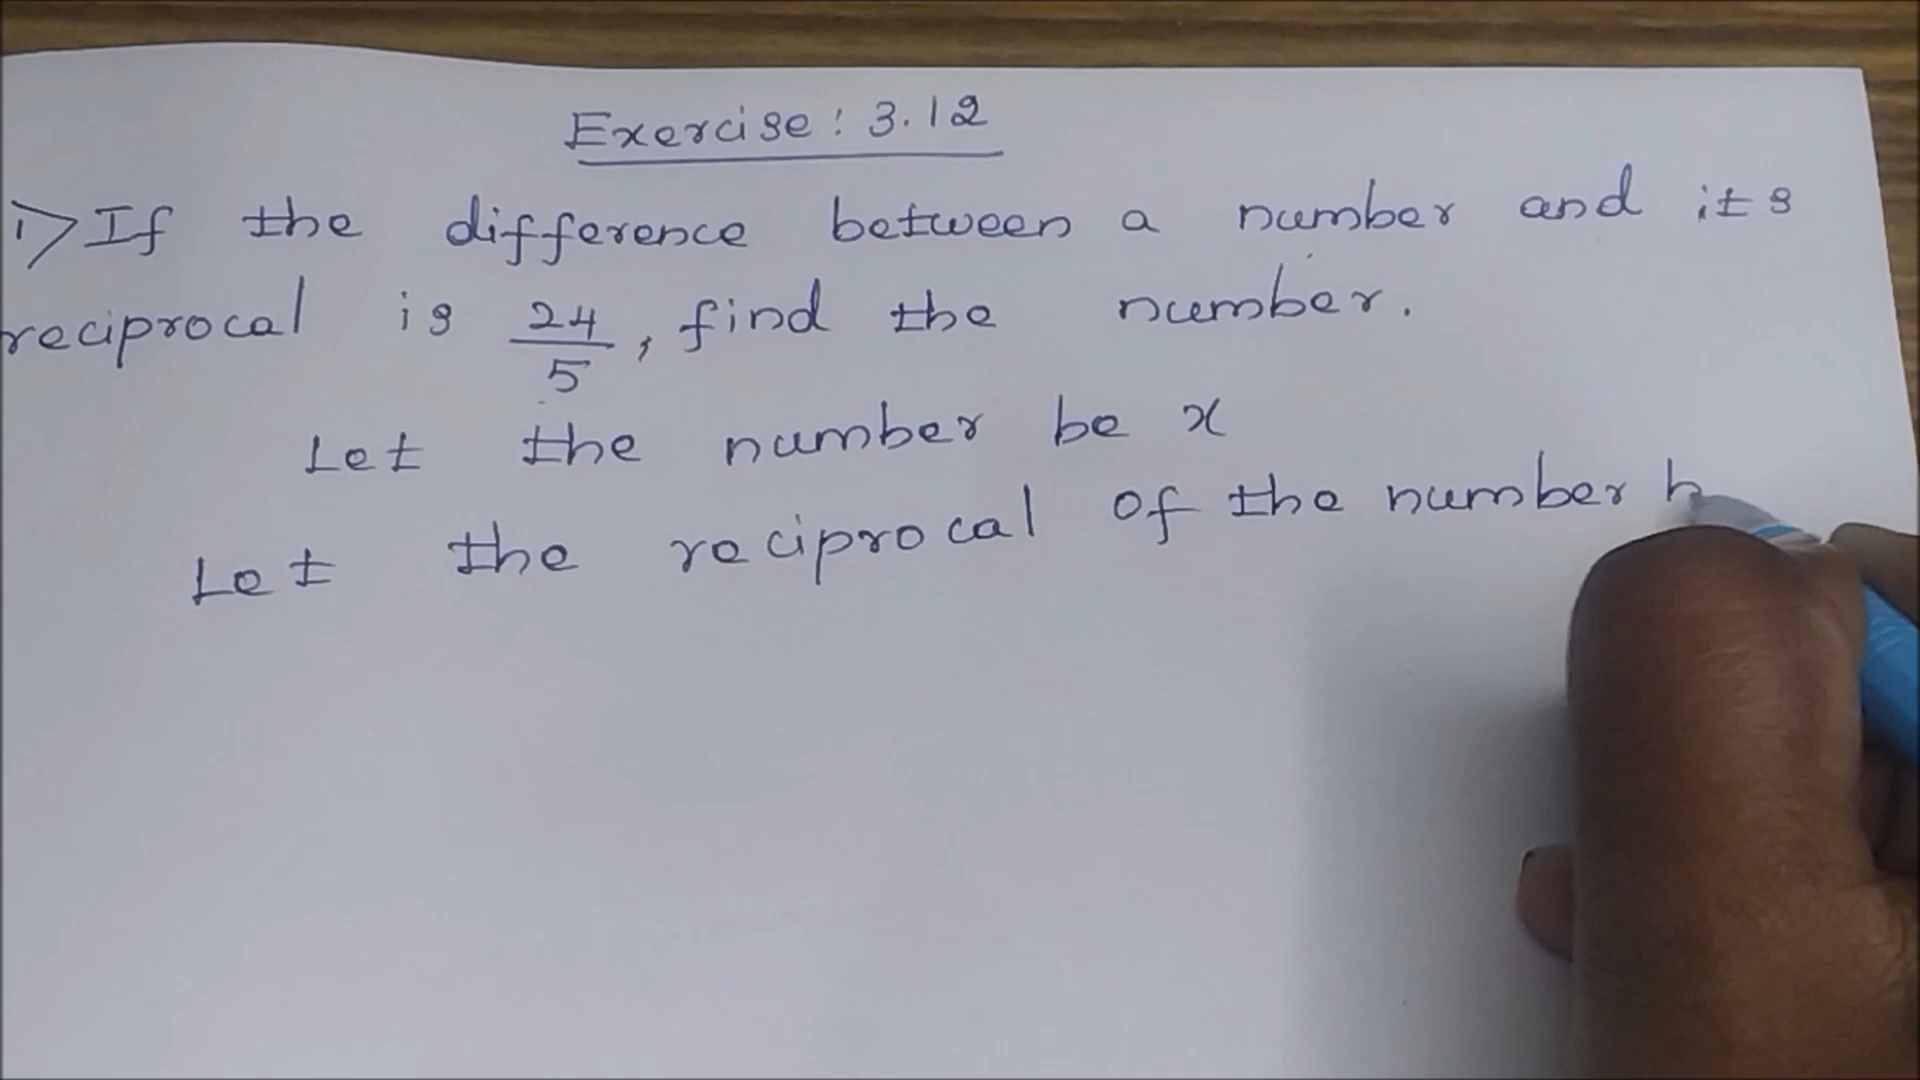 Exercise: 3.12
1) If the difference between a number and its
reciprocal is 24/5, find the number.
Let the number be x
Let the reciprocal of the number